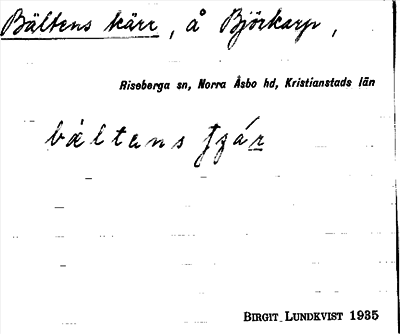 Bältens kärr, å Björkarp,
Riseberga sn, Norra Åsbo hd, Kristianstads län
bältens
BIRGIT LUNDKVIST 1935